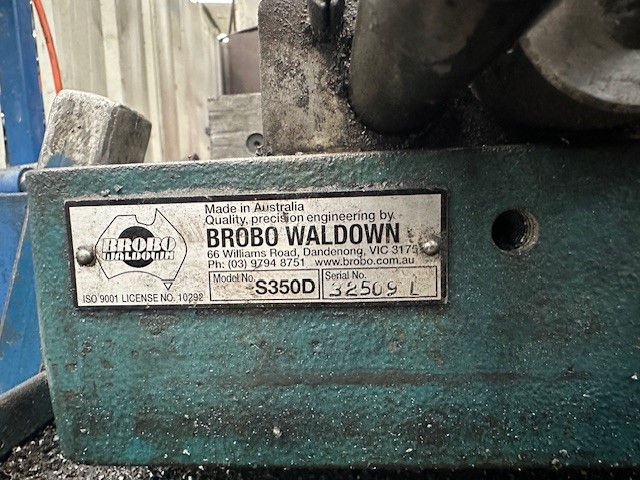 BROBO
WALDOWN
ISO 9001 LICENSE NO. 10292
Made in Australia
Quality, precision engineering by
BROBO WALDOWN
66 Williams Road, Dandenong, VIC 3175
Ph: (03) 9794 8751 www.brobo.com.au
Model No. S350D
Serial No. 32509 L